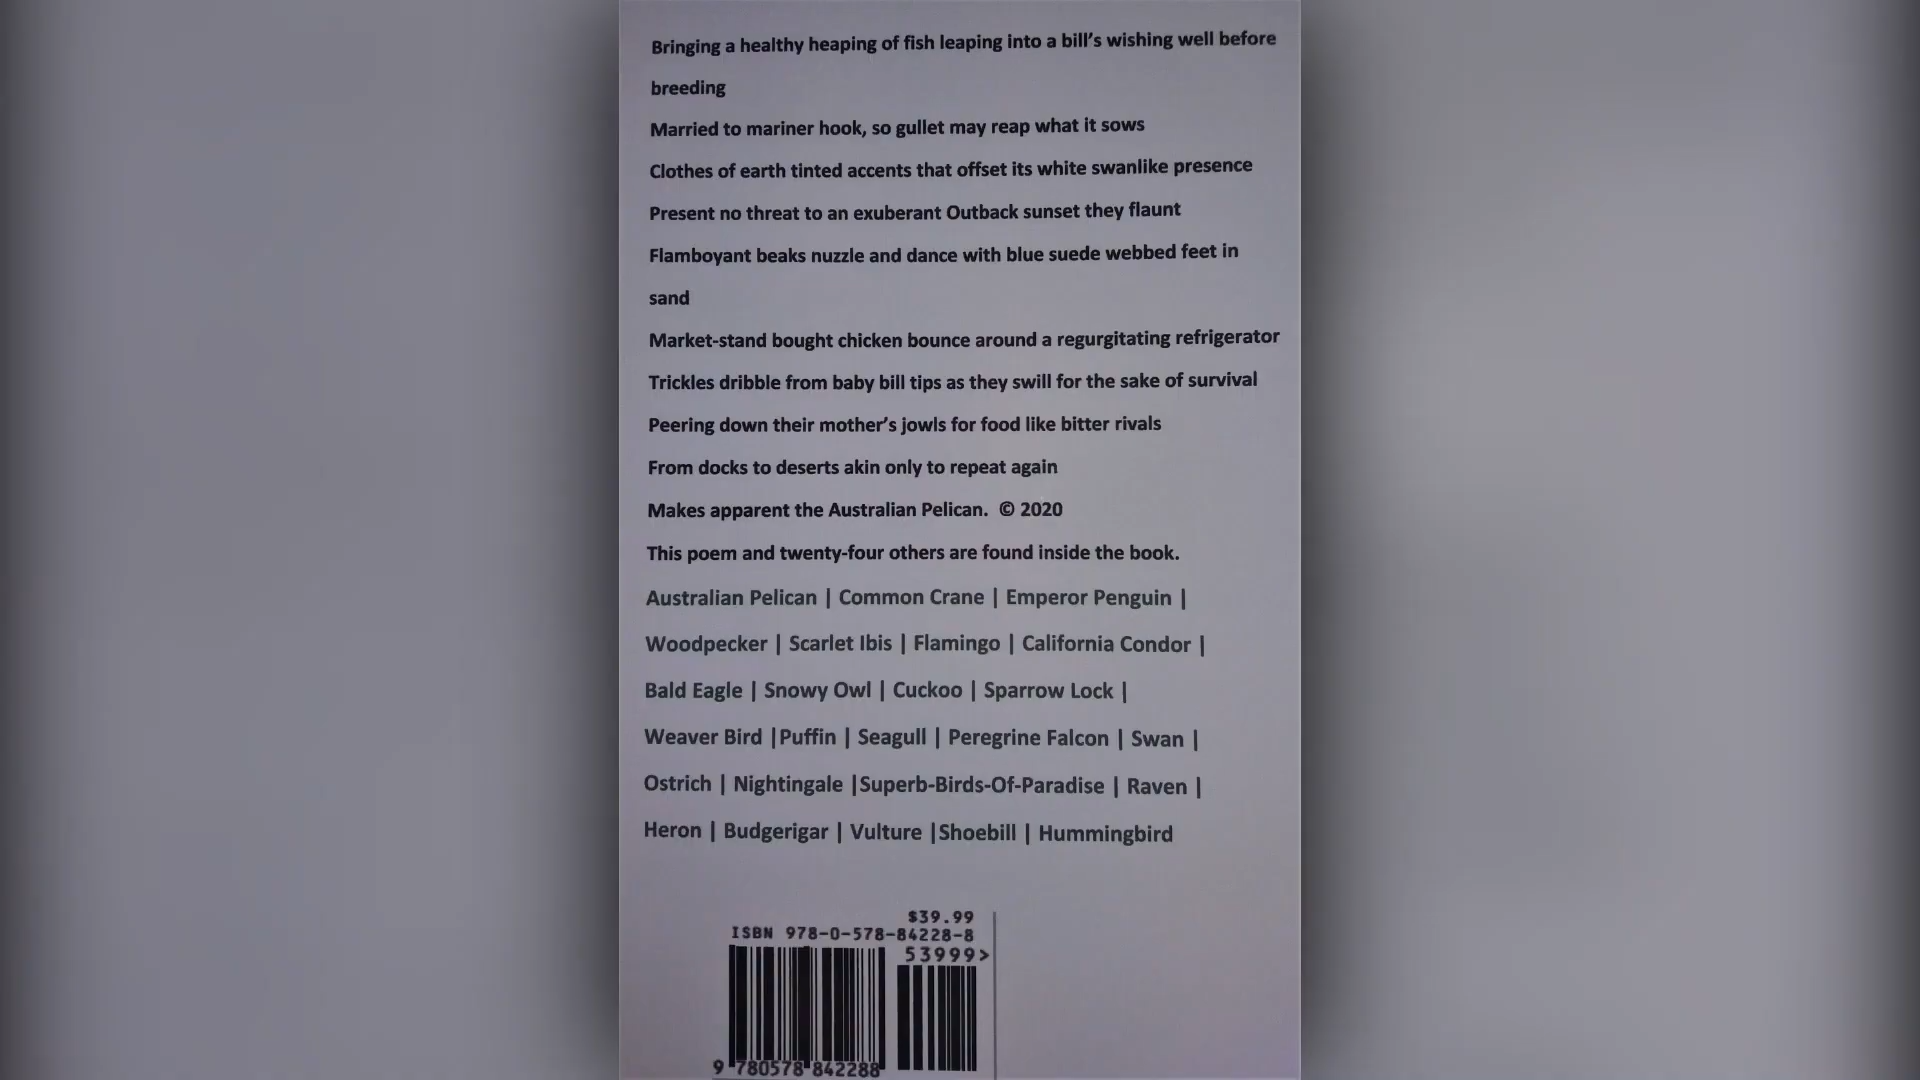 Bringing a healthy heaping of fish leaping into a bill's wishing well before
breeding
Married to mariner hook, so gullet may reap what it sows
Clothes of earth tinted accents that offset its white swanlike presence
Present no threat to an exuberant Outback sunset they flaunt
Flamboyant beaks nuzzle and dance with blue suede webbed feet in
sand
Market-stand bought chicken bounce around a regurgitating refrigerator
Trickles dribble from baby bill tips as they swill for the sake of survival
Peering down their mother's jowls for food like bitter rivals
From docks to deserts akin only to repeat again
Makes apparent the Australian Pelican. © 2020
This poem and twenty-four others are found inside the book.
Australian Pelican | Common Crane | Emperor Penguin |
Woodpecker | Scarlet Ibis | Flamingo | California Condor |
Bald Eagle | Snowy Owl | Cuckoo | Sparrow Lock |
Weaver Bird |Puffin | Seagull | Peregrine Falcon | Swan |
Ostrich | Nightingale |Superb-Birds-Of-Paradise | Raven |
Heron | Budgerigar | Vulture |Shoebill | Hummingbird
$39.99
ISBN 978-0-578-84228-8
53999>
9 780578 842288